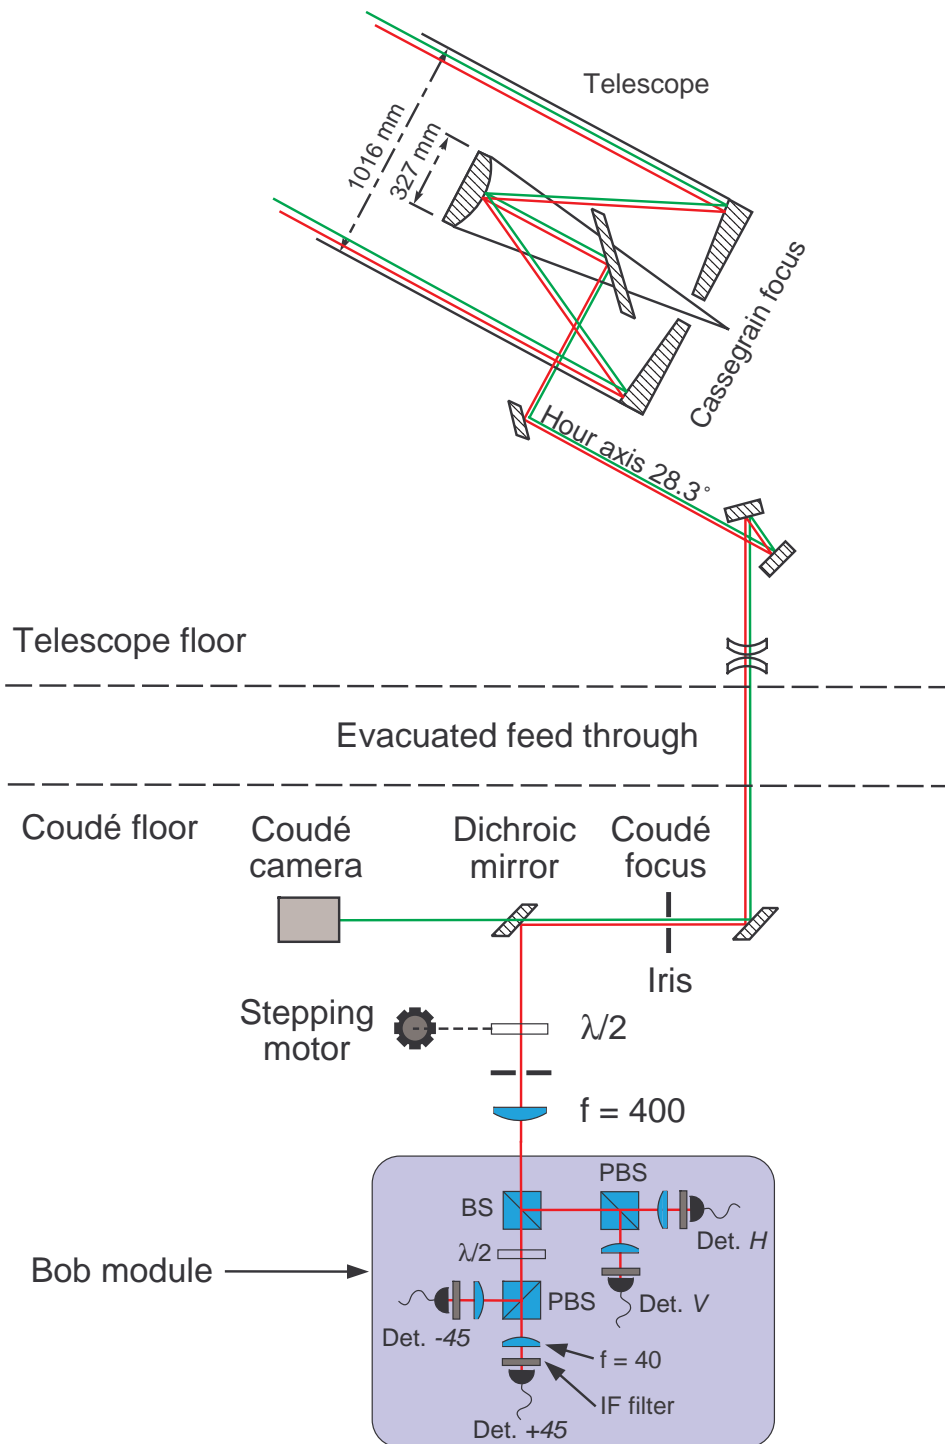 Telescope
1016 mm
327 mm
Cassegrain focus
Hour axis 28.3°
Telescope floor
Evacuated feed through
Coudé floor
Coudé
camera
Dichroic
mirror
Coudé
focus
Iris
Stepping
motor
λ/2
f = 400
PBS
BS
Det. H
λ/2
Bob module
PBS
Det. V
Det. -45
f = 40
IF filter
Det. +45